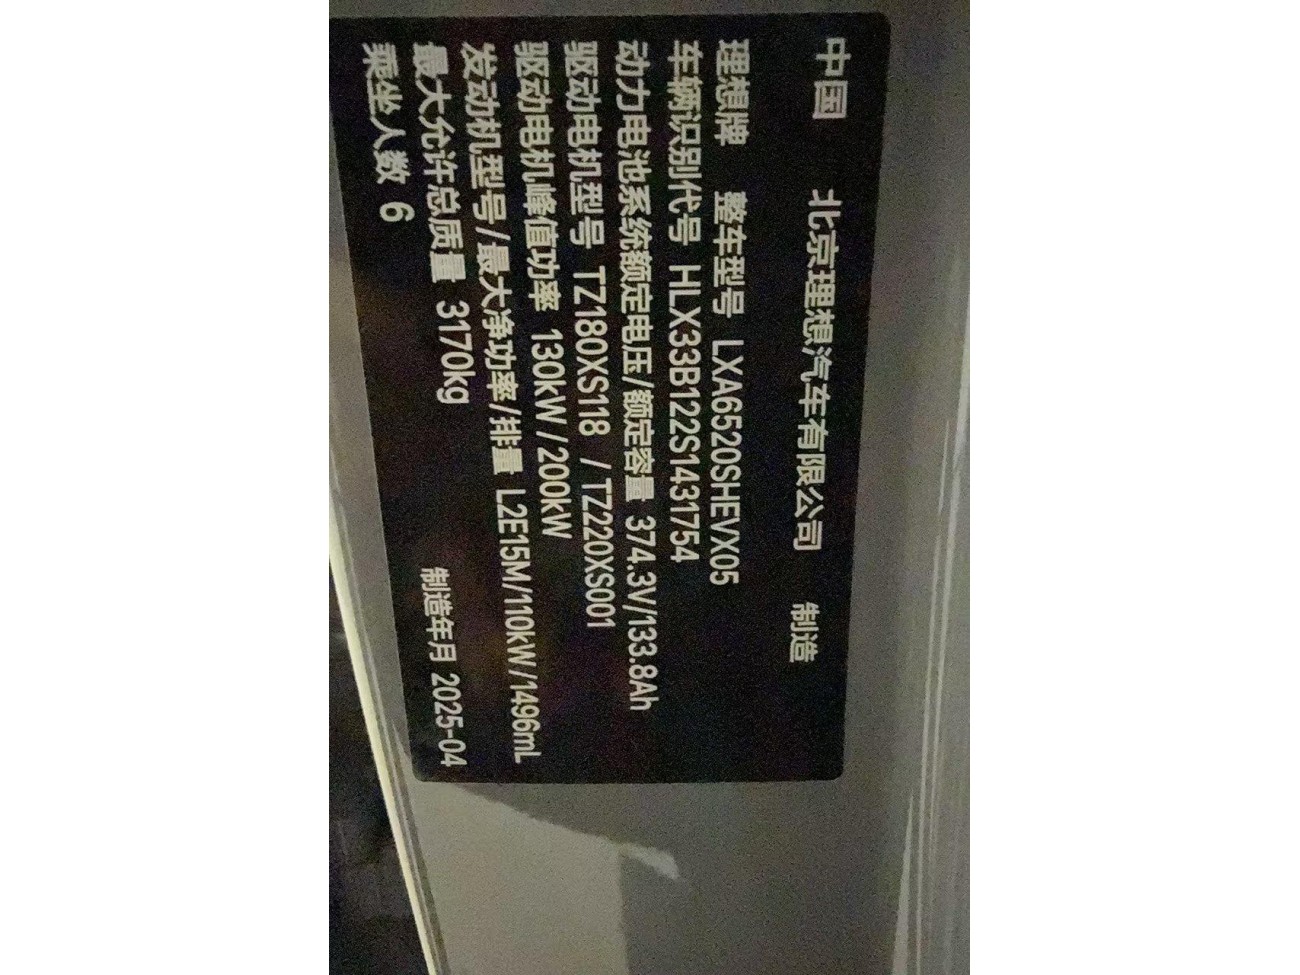 中国 北京理想汽车有限公司 制造
理想牌 整车型号 LXA6520SHEVX05
车辆识别代号 HLX33B122S1431754
动力电池系统额定电压/额定容量 374.3V/133.8Ah
驱动电机型号 TZ180XS118 /TZ220XS001
驱动电机峰值功率 130kW/200kW
发动机型号/最大净功率/排量 L2E15M/110kW/1496mL
最大允许总质量 3170kg
乘坐人数 6 制造年月 2025-04